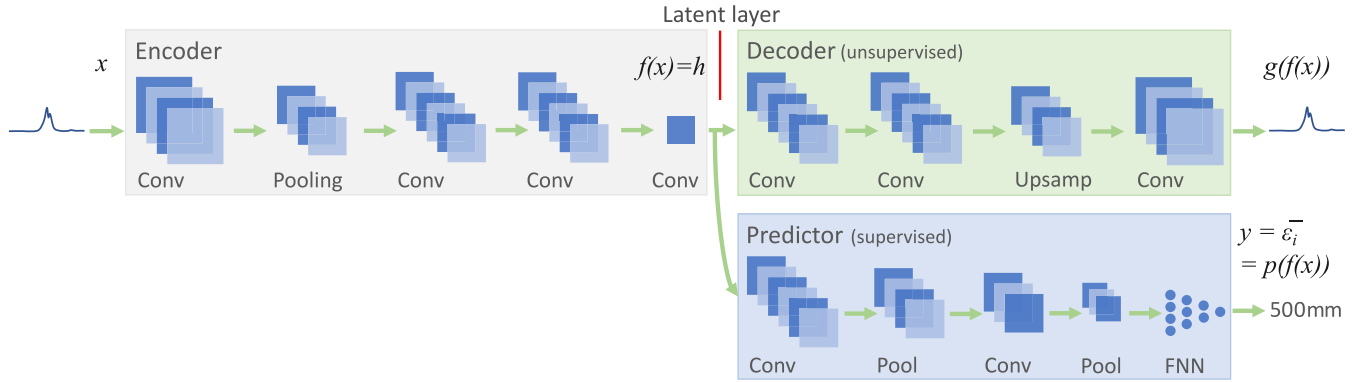 Latent layer
Encoder
x
f(x)=h
Conv
Pooling
Conv
Conv
Conv
Decoder (unsupervised)
g(f(x))
Conv
Conv
Upsamp
Conv
Predictor (supervised)
y = ε̅ᵢ
= p(f(x))
500mm
Conv
Pool
Conv
Pool
FNN